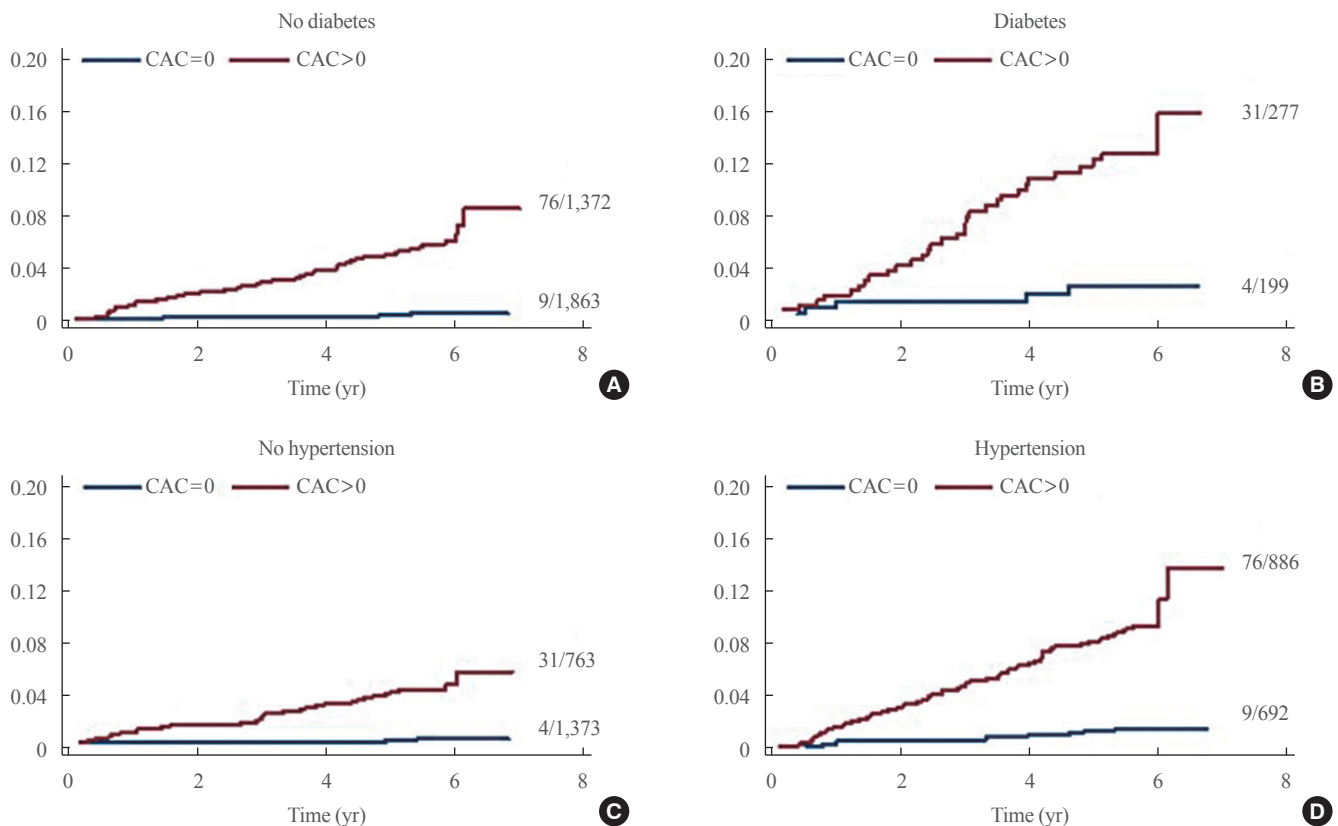 No diabetes
0.20
CAC=0 CAC>0
0.16
0.12
0.08
76/1,372
0.04
9/1,863
0
0 2 4 6 8
Time (yr)
A
Diabetes
0.20
CAC=0 CAC>0
0.16
31/277
0.12
0.08
0.04
4/199
0
0 2 4 6 8
Time (yr)
B
No hypertension
0.20
CAC=0 CAC>0
0.16
0.12
0.08
31/763
0.04
4/1,373
0
0 2 4 6 8
Time (yr)
C
Hypertension
0.20
CAC=0 CAC>0
0.16
76/886
0.12
0.08
0.04
9/692
0
0 2 4 6 8
Time (yr)
D